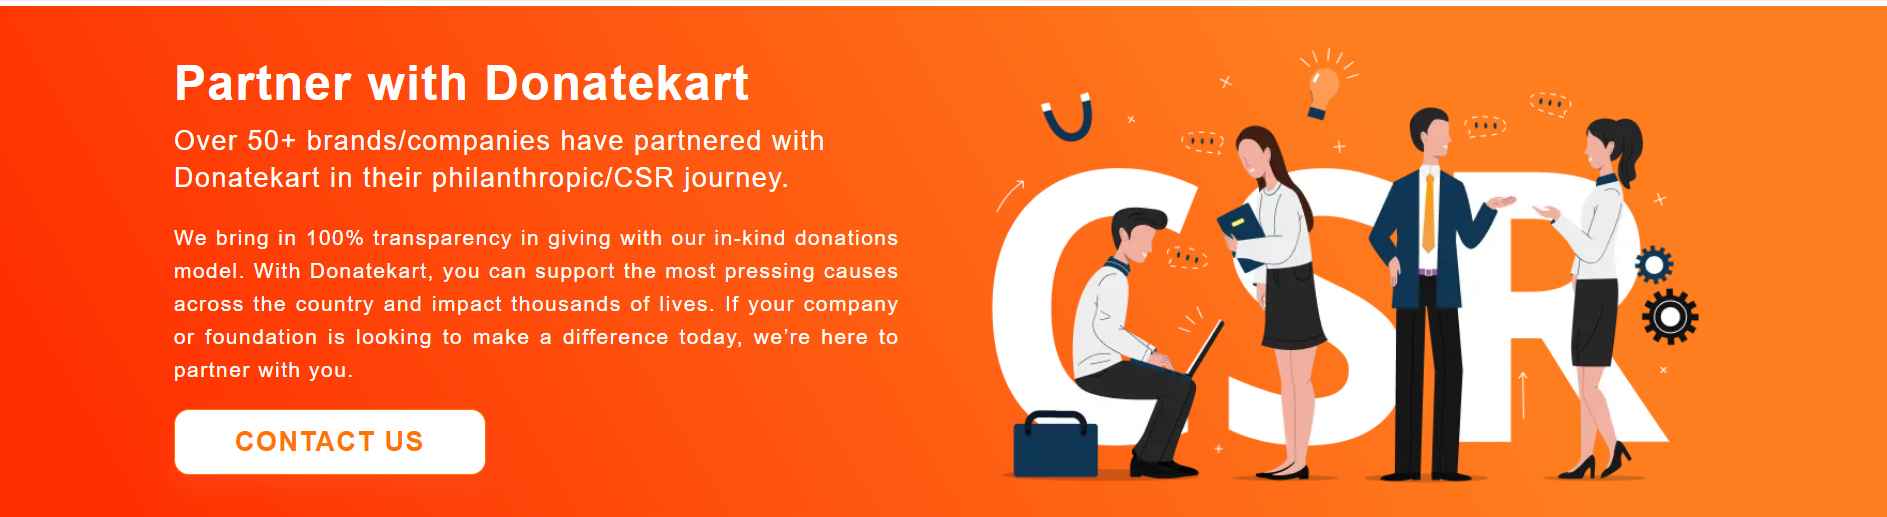 Partner with Donatekart
Over 50+ brands/companies have partnered with
Donatekart in their philanthropic/CSR journey.
We bring in 100% transparency in giving with our in-kind donations
model. With Donatekart, you can support the most pressing causes
across the country and impact thousands of lives. If your company
or foundation is looking to make a difference today, we’re here to
partner with you.
CONTACT US
CSR